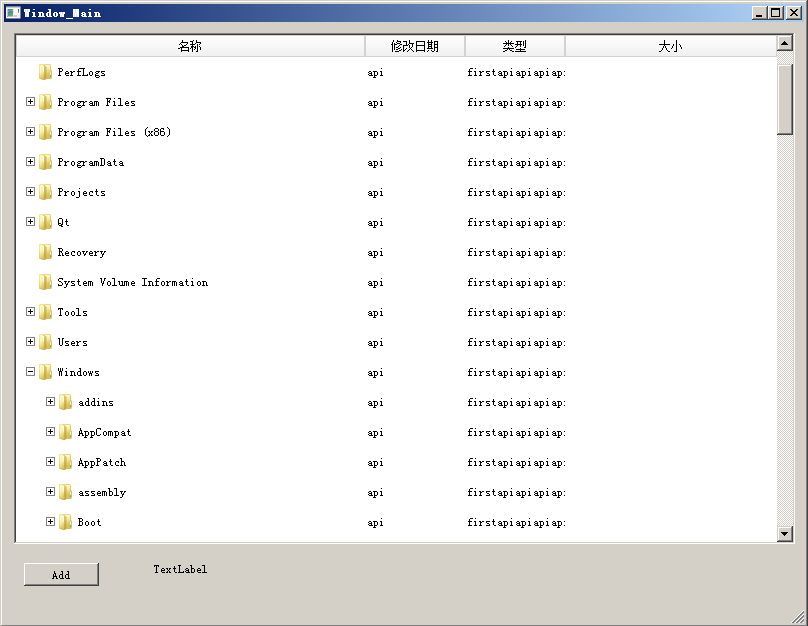 Window_Main
名称 修改日期 类型 大小
PerfLogs api firstapiapiapiap:
Program Files api firstapiapiapiap:
Program Files (x86) api firstapiapiapiap:
ProgramData api firstapiapiapiap:
Projects api firstapiapiapiap:
Qt api firstapiapiapiap:
Recovery api firstapiapiapiap:
System Volume Information api firstapiapiapiap:
Tools api firstapiapiapiap:
Users api firstapiapiapiap:
Windows api firstapiapiapiap:
addins api firstapiapiapiap:
AppCompat api firstapiapiapiap:
AppPatch api firstapiapiapiap:
assembly api firstapiapiapiap:
Boot api firstapiapiapiap:
Add TextLabel